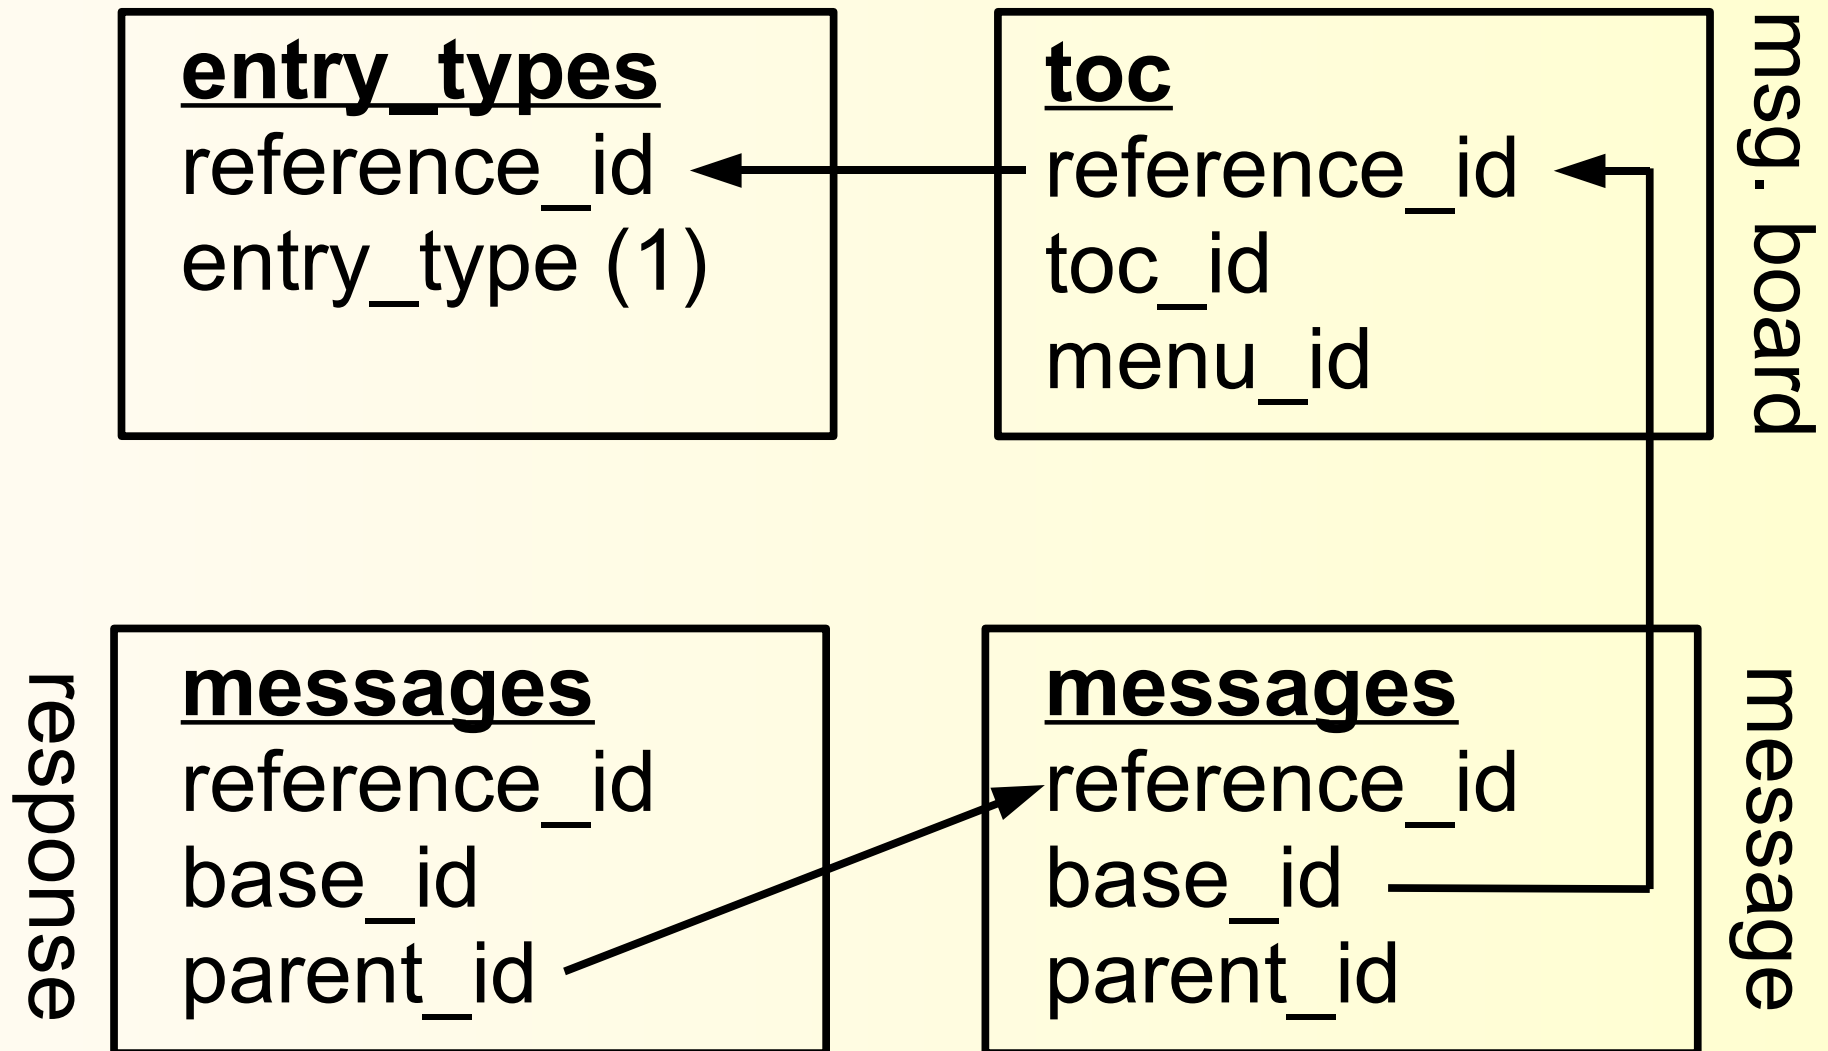 entry_types
reference_id
entry_type (1)
toc
reference_id
toc_id
menu_id
msg. board
response
messages
reference_id
base_id
parent_id
messages
reference_id
base_id
parent_id
message